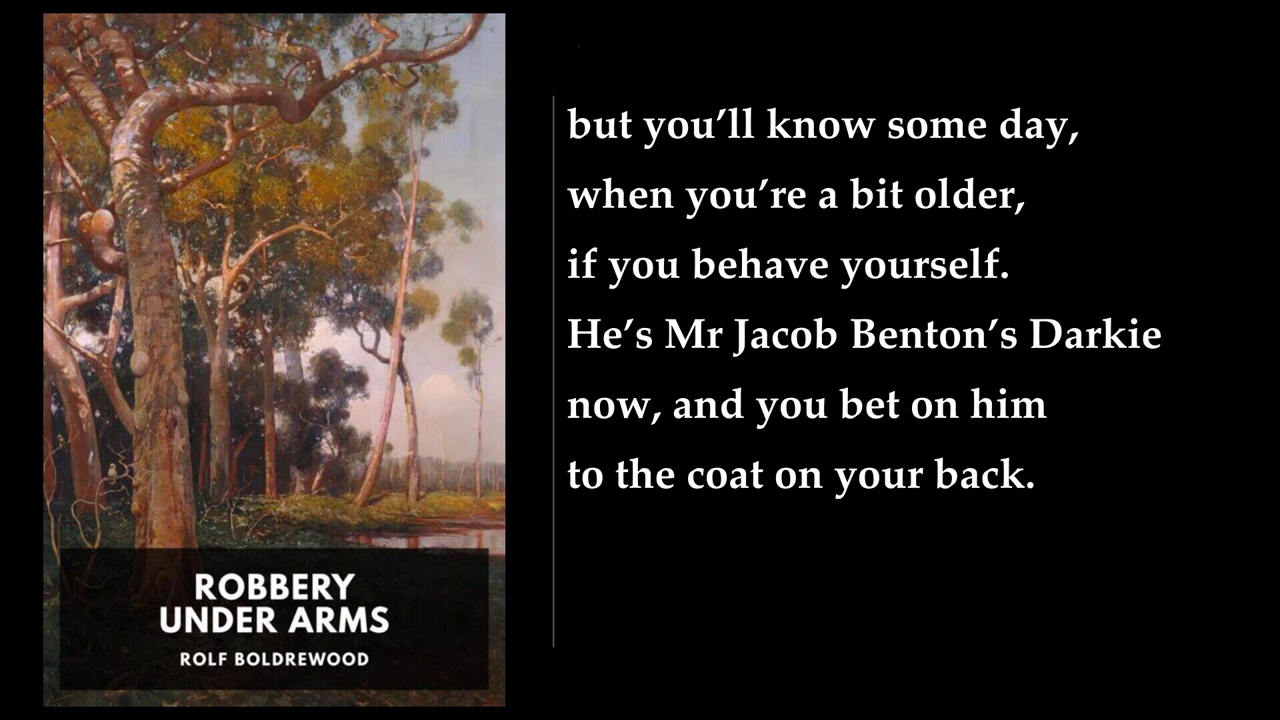 but you’ll know some day,
when you’re a bit older,
if you behave yourself.
He’s Mr Jacob Benton’s Darkie
now, and you bet on him
to the coat on your back.
ROBBERY
UNDER ARMS
ROLF BOLDREWOOD